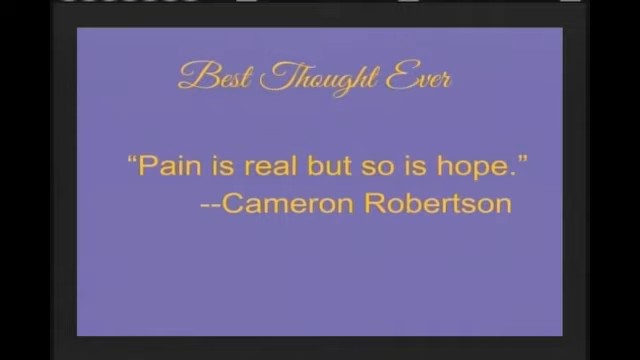 Best Thought Ever
“Pain is real but so is hope.”
--Cameron Robertson